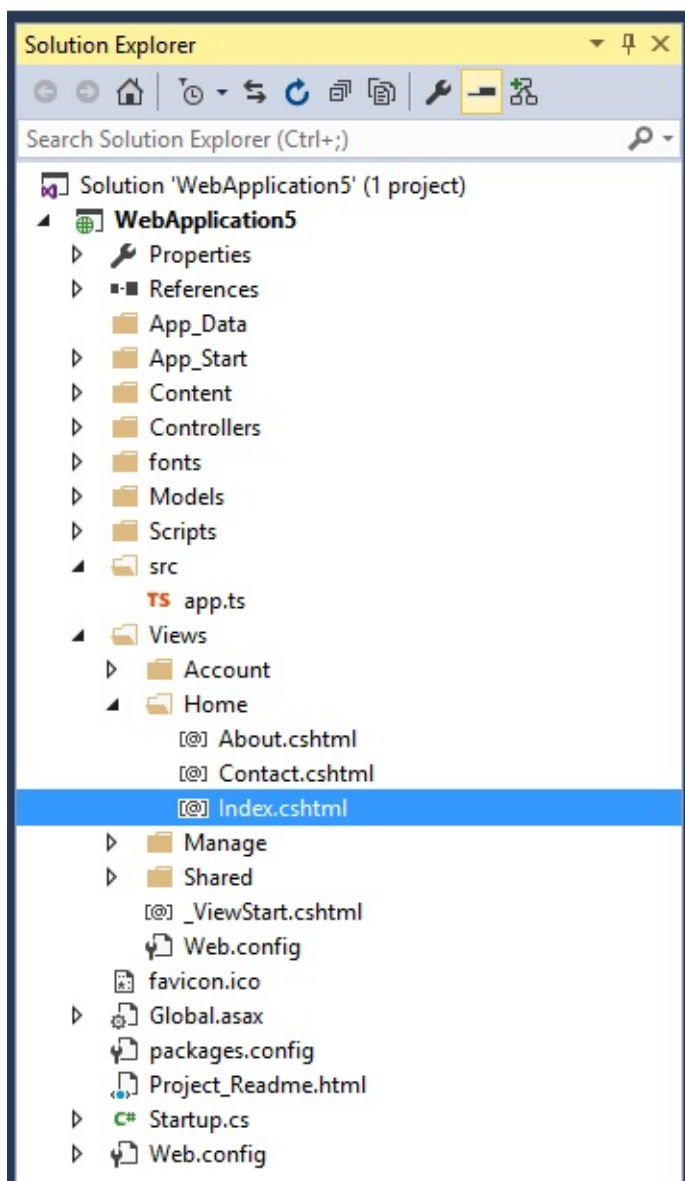 Solution Explorer
Search Solution Explorer (Ctrl+;)
Solution 'WebApplication5' (1 project)
WebApplication5
Properties
References
App_Data
App_Start
Content
Controllers
fonts
Models
Scripts
src
TS app.ts
Views
Account
Home
[@] About.cshtml
[@] Contact.cshtml
[@] Index.cshtml
Manage
Shared
[@] _ViewStart.cshtml
Web.config
favicon.ico
Global.asax
packages.config
Project_Readme.html
C# Startup.cs
Web.config